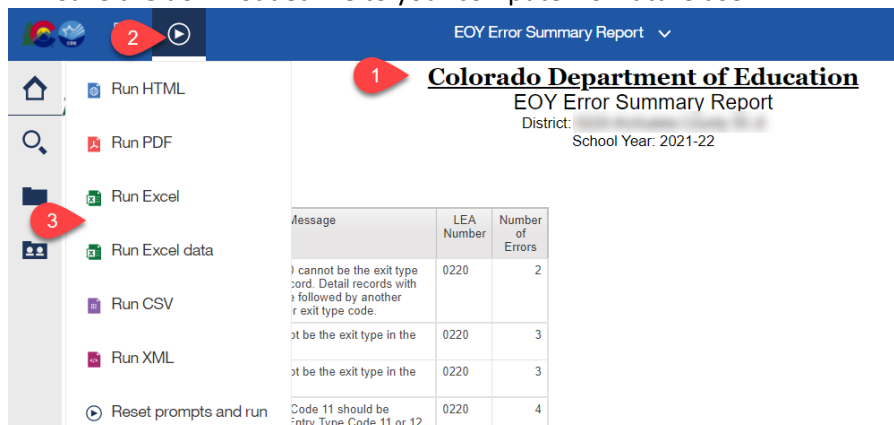 2
EOY Error Summary Report
1
Colorado Department of Education
EOY Error Summary Report
District:
School Year: 2021-22
Run HTML
Run PDF
Run Excel
3
Run Excel data
Run CSV
Run XML
Reset prompts and run
Message LEA Number Number of Errors
cannot be the exit type 0220 2
cord. Detail records with
followed by another
r exit type code.
ot be the exit type in the 0220 3
ot be the exit type in the 0220 3
Code 11 should be 0220 4
Entry Type Code 11 or 12